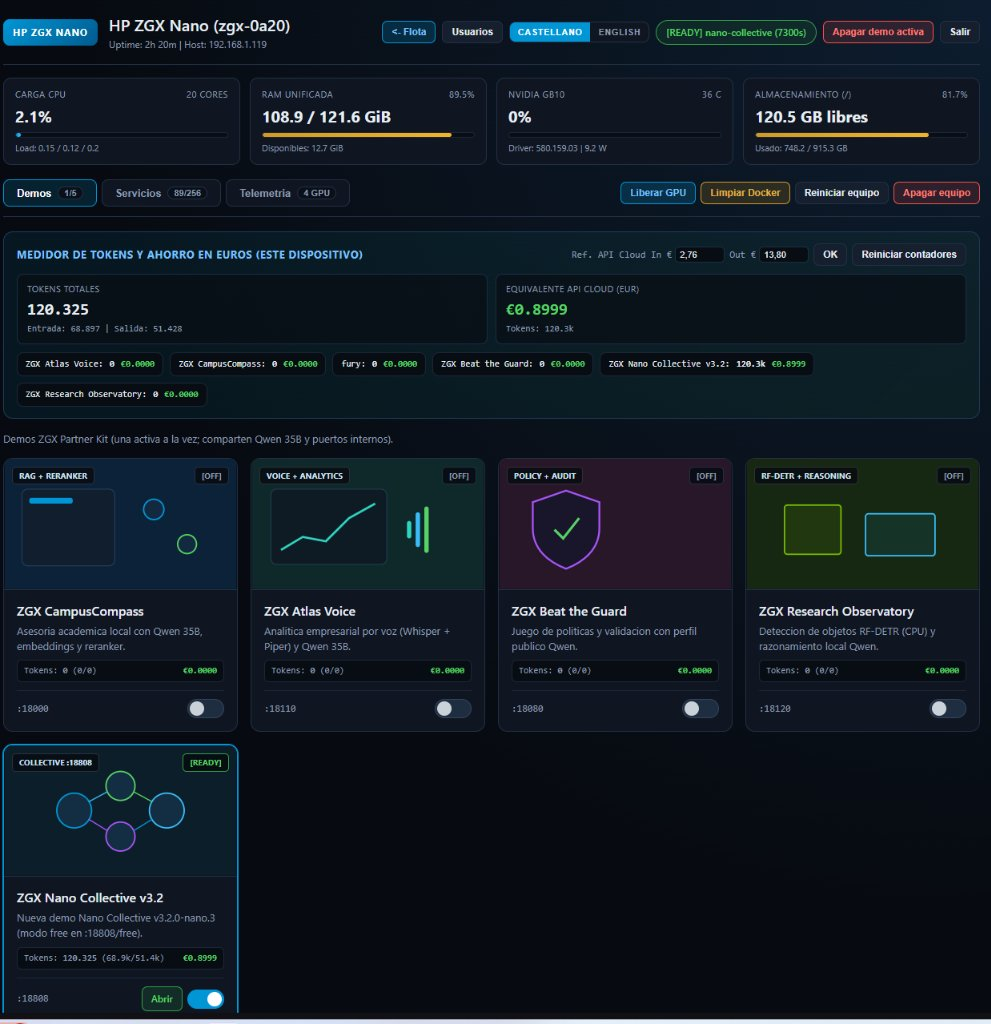 HP ZGX NANO
HP ZGX Nano (zgx-0a20)
Uptime: 2h 20m | Host: 192.168.1.119
<- Flota
Usuarios
CASTELLANO
ENGLISH
[READY] nano-collective (7300s)
Apagar demo activa
Salir
CARGA CPU
20 CORES
2.1%
Load: 0.15 / 0.12 / 0.2
RAM UNIFICADA
89.5%
108.9 / 121.6 GiB
Disponibles: 12.7 GiB
NVIDIA GB10
36 C
0%
Driver: 580.159.03 | 9.2 W
ALMACENAMIENTO (/)
81.7%
120.5 GB libres
Usado: 748.2 / 915.3 GB
Demos 1/5
Servicios 89/256
Telemetria 4 GPU
Liberar GPU
Limpiar Docker
Reiniciar equipo
Apagar equipo
MEDIDOR DE TOKENS Y AHORRO EN EUROS (ESTE DISPOSITIVO)
Ref. API Cloud In € 2,76 Out € 13,80
OK
Reiniciar contadores
TOKENS TOTALES
120.325
Entrada: 68.897 | Salida: 51.428
EQUIVALENTE API CLOUD (EUR)
€0.8999
Tokens: 120.3k
ZGX Atlas Voice: 0 €0.0000
ZGX CampusCompass: 0 €0.0000
fury: 0 €0.0000
ZGX Beat the Guard: 0 €0.0000
ZGX Nano Collective v3.2: 120.3k €0.8999
ZGX Research Observatory: 0 €0.0000
Demos ZGX Partner Kit (una activa a la vez; comparten Qwen 35B y puertos internos).
RAG + RERANKER
[OFF]
ZGX CampusCompass
Asesoria academica local con Qwen 35B,
embeddings y reranker.
Tokens: 0 (0/0) €0.0000
:18000
VOICE + ANALYTICS
[OFF]
ZGX Atlas Voice
Analitica empresarial por voz (Whisper +
Piper) y Qwen 35B.
Tokens: 0 (0/0) €0.0000
:18110
POLICY + AUDIT
[OFF]
ZGX Beat the Guard
Juego de politicas y validacion con perfil
publico Qwen.
Tokens: 0 (0/0) €0.0000
:18080
RF-DETR + REASONING
[OFF]
ZGX Research Observatory
Deteccion de objetos RF-DETR (CPU) y
razonamiento local Qwen.
Tokens: 0 (0/0) €0.0000
:18120
COLLECTIVE :18808
[READY]
ZGX Nano Collective v3.2
Nueva demo Nano Collective v3.2.0-nano.3
(modo free en :18808/free).
Tokens: 120.325 (68.9k/51.4k) €0.8999
:18808
Abrir